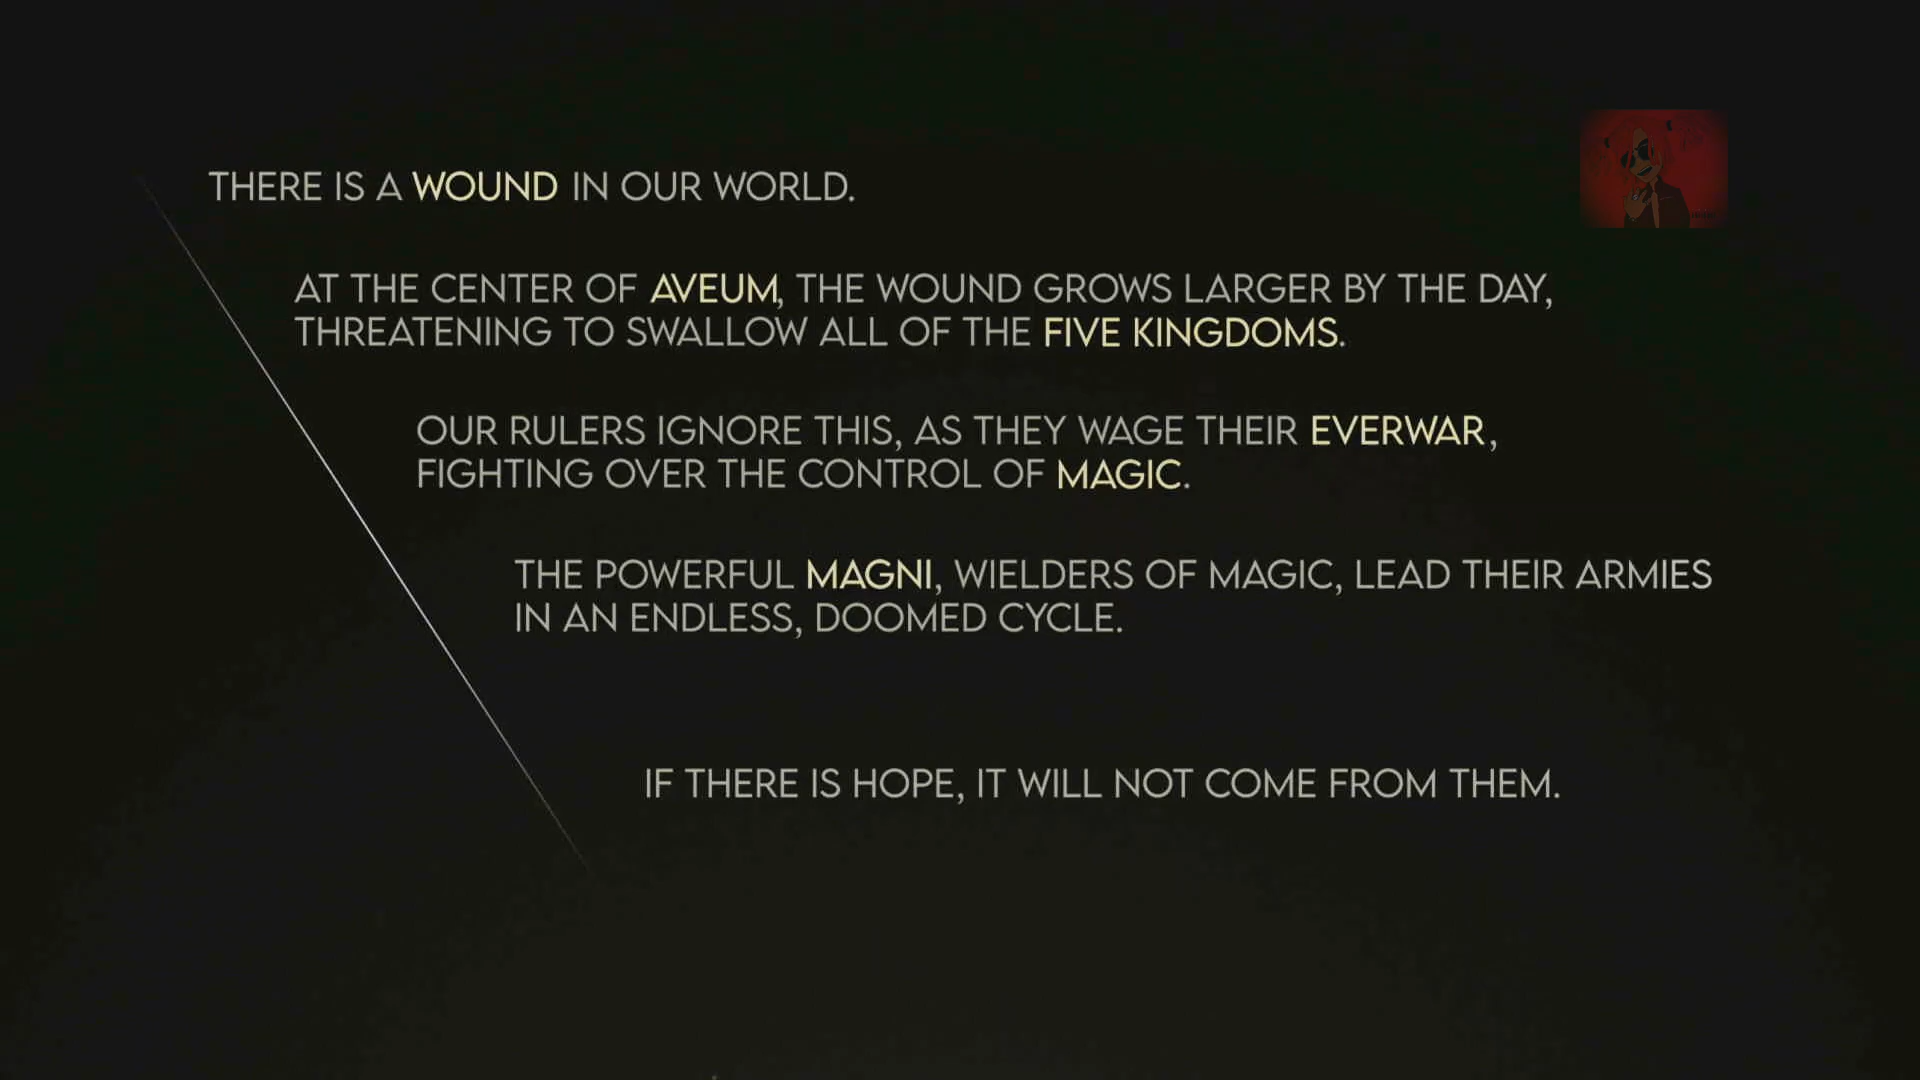 THERE IS A WOUND IN OUR WORLD.
AT THE CENTER OF AVEUM, THE WOUND GROWS LARGER BY THE DAY,
THREATENING TO SWALLOW ALL OF THE FIVE KINGDOMS.
OUR RULERS IGNORE THIS, AS THEY WAGE THEIR EVERWAR,
FIGHTING OVER THE CONTROL OF MAGIC.
THE POWERFUL MAGNI, WIELDERS OF MAGIC, LEAD THEIR ARMIES
IN AN ENDLESS, DOOMED CYCLE.
IF THERE IS HOPE, IT WILL NOT COME FROM THEM.